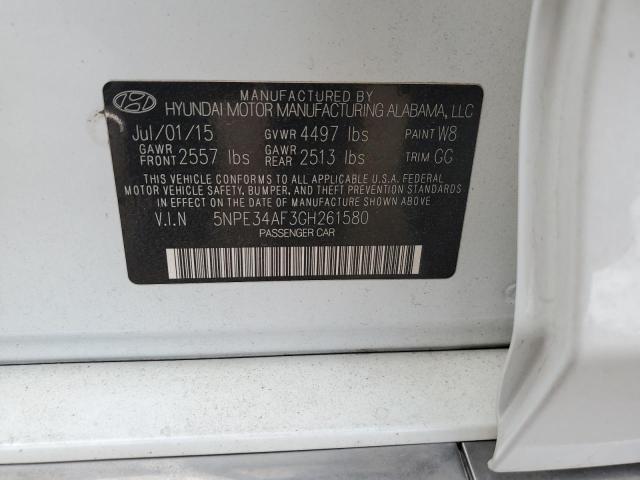 MANUFACTURED BY
HYUNDAI MOTOR MANUFACTURING ALABAMA, LLC
Jul/01/15 GVWR 4497 lbs PAINT W8
GAWR FRONT 2557 lbs GAWR REAR 2513 lbs TRIM GG
THIS VEHICLE CONFORMS TO ALL APPLICABLE U.S.A. FEDERAL
MOTOR VEHICLE SAFETY, BUMPER, AND THEFT PREVENTION STANDARDS
IN EFFECT ON THE DATE OF MANUFACTURE SHOWN ABOVE
V.I.N 5NPE34AF3GH261580
PASSENGER CAR